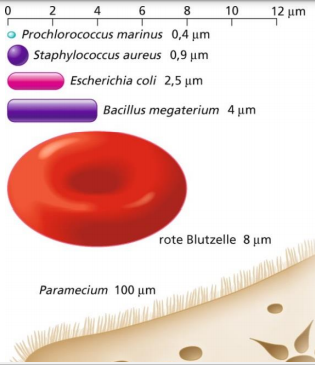 0 2 4 6 8 10 12 µm
Prochlorococcus marinus 0,4 µm
Staphylococcus aureus 0,9 µm
Escherichia coli 2,5 µm
Bacillus megaterium 4 µm
rote Blutzelle 8 µm
Paramecium 100 µm